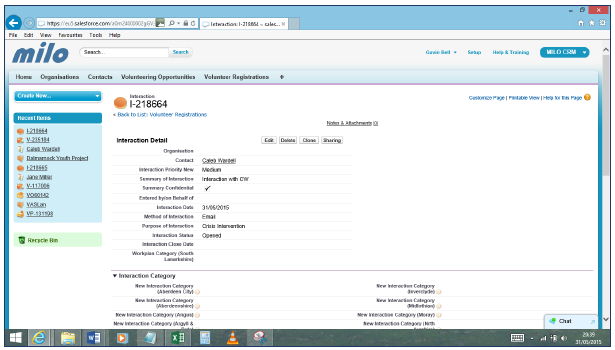 https://eu5.salesforce.com
Interaction: I-218664 ~ sales...
File Edit View Favourites Tools Help
milo
Search...
Search
Gavin Bell
Setup
Help & Training
MILO CRM
Home Organisations Contacts Volunteering Opportunities Volunteer Registrations +
Create New...
Interaction
I-218664
Customize Page | Printable View | Help for this Page
« Back to List: Volunteer Registrations
Notes & Attachments [0]
Recent Items
I-218664
V-235184
Caleb Wardell
Dalmarnock Youth Project
I-218665
Jane Miller
V-117006
VO60142
VASLan
VP-131198
Recycle Bin
Interaction Detail
Edit Delete Clone Sharing
Organisation
Contact Caleb Wardell
Interaction Priority New Medium
Summary of Interaction Interaction with CW
Summary Confidential ✓
Entered by/on Behalf of
Interaction Date 31/05/2015
Method of Interaction Email
Purpose of Interaction Crisis Intervention
Interaction Status Opened
Interaction Close Date
Workplan Category (South
Lanarkshire)
Interaction Category
New Interaction Category
(Aberdeen City)
New Interaction Category
(Inverclyde)
New Interaction Category
(Aberdeenshire)
New Interaction Category
(Midlothian)
New Interaction Category (Angus)
New Interaction Category (Moray)
New Interaction Category (Argyll &
New Interaction Category (North
Chat
20:39
31/05/2015